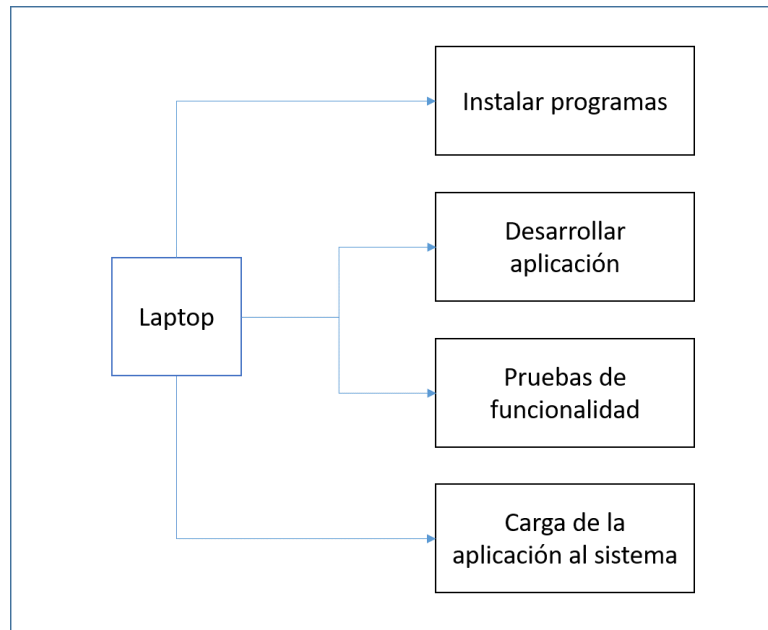 Instalar programas
Desarrollar
aplicación
Laptop
Pruebas de
funcionalidad
Carga de la
aplicación al sistema